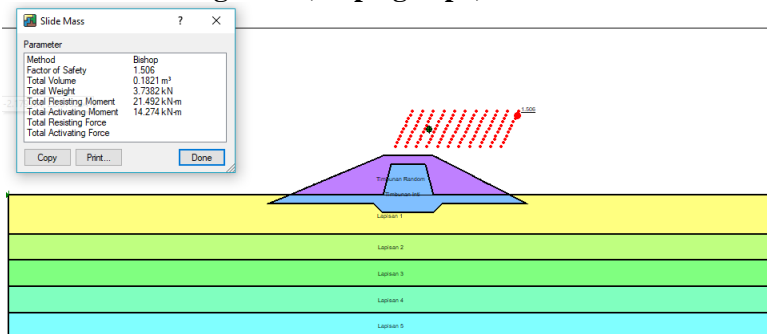 Slide Mass
?
Parameter
Method Bishop
Factor of Safety 1.506
Total Volume 0.1821 m³
Total Weight 3.7382 kN
Total Resisting Moment 21.492 kN-m
Total Activating Moment 14.274 kN-m
Total Resisting Force
Total Activating Force
Copy Print... Done
1.506
Timbunan Random
Timbunan Inti
Lapisan 1
Lapisan 2
Lapisan 3
Lapisan 4
Lapisan 5